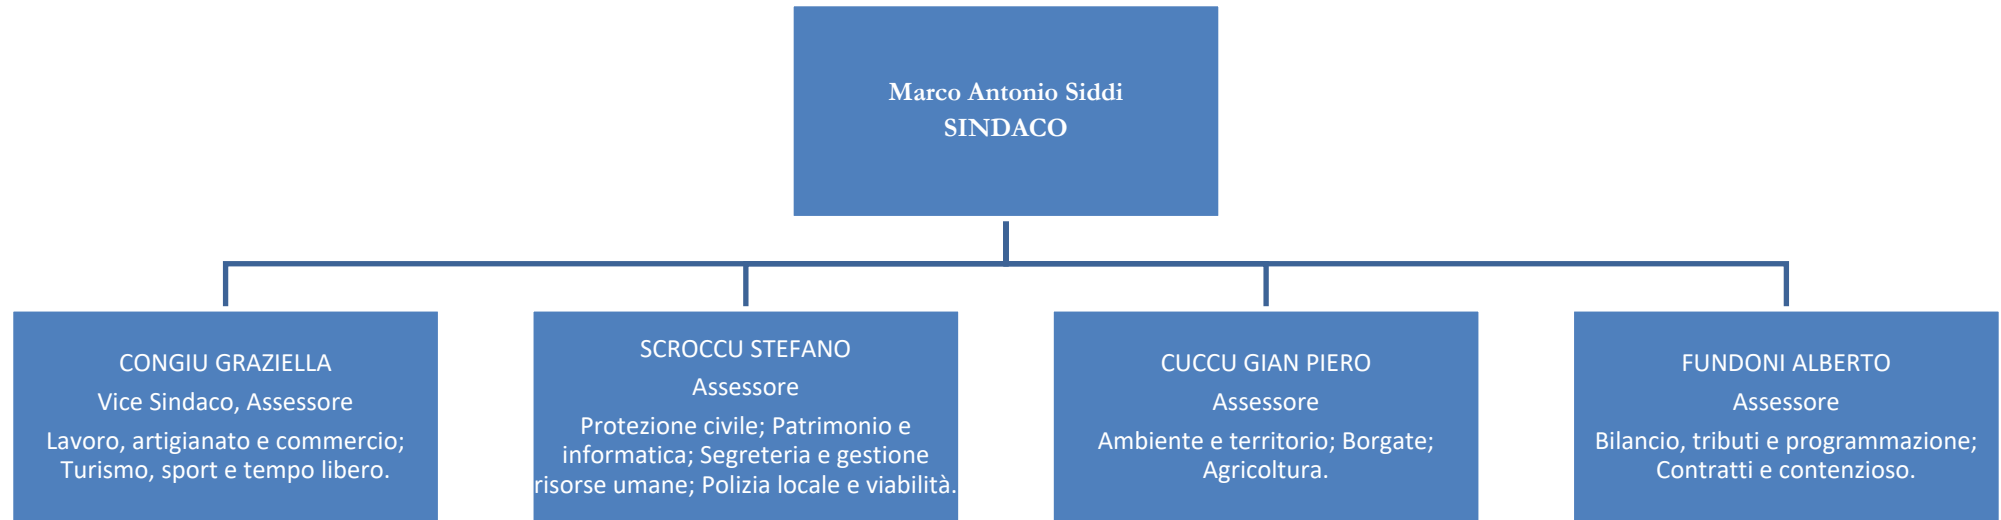 Marco Antonio Siddi
SINDACO
CONGIU GRAZIELLA
Vice Sindaco, Assessore
Lavoro, artigianato e commercio;
Turismo, sport e tempo libero.
SCROCCU STEFANO
Assessore
Protezione civile; Patrimonio e
informatica; Segreteria e gestione
risorse umane; Polizia locale e viabilità.
CUCCU GIAN PIERO
Assessore
Ambiente e territorio; Borgate;
Agricoltura.
FUNDONI ALBERTO
Assessore
Bilancio, tributi e programmazione;
Contratti e contenzioso.